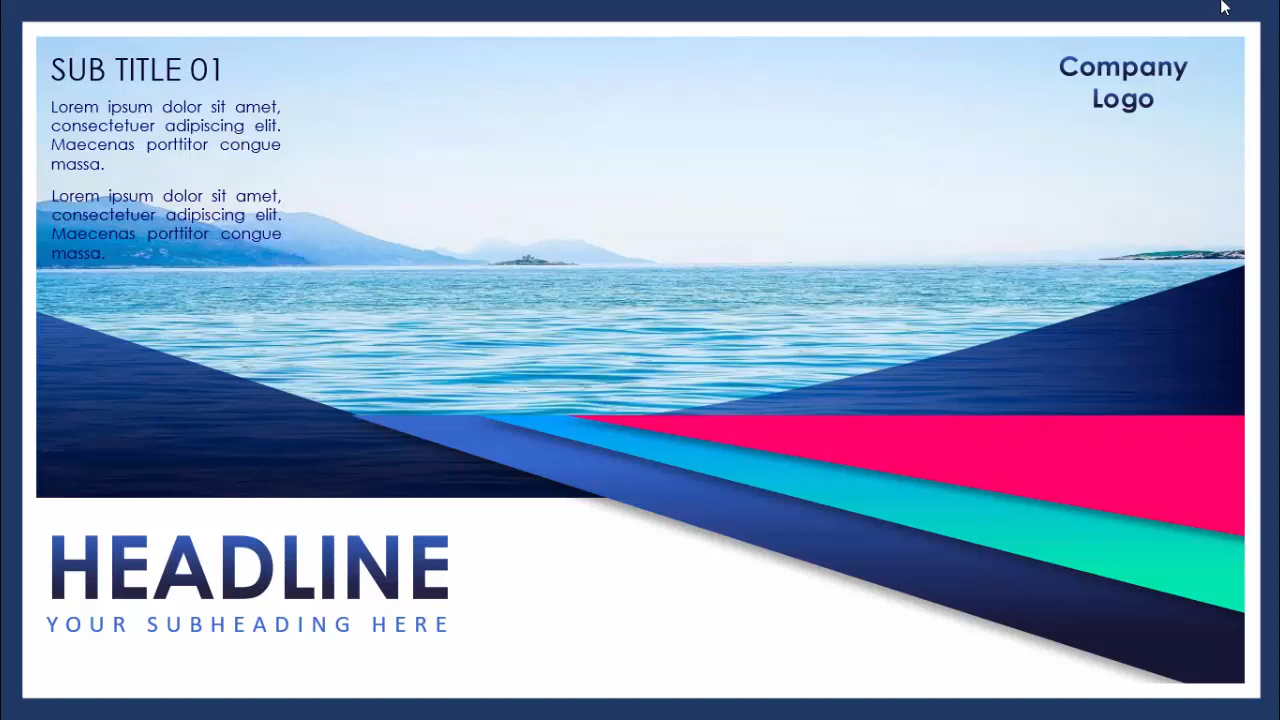 SUB TITLE 01
Lorem ipsum dolor sit amet,
consectetuer adipiscing elit.
Maecenas porttitor congue
massa.
Lorem ipsum dolor sit amet,
consectetuer adipiscing elit.
Maecenas porttitor congue
massa.
Company
Logo
HEADLINE
YOUR SUBHEADING HERE